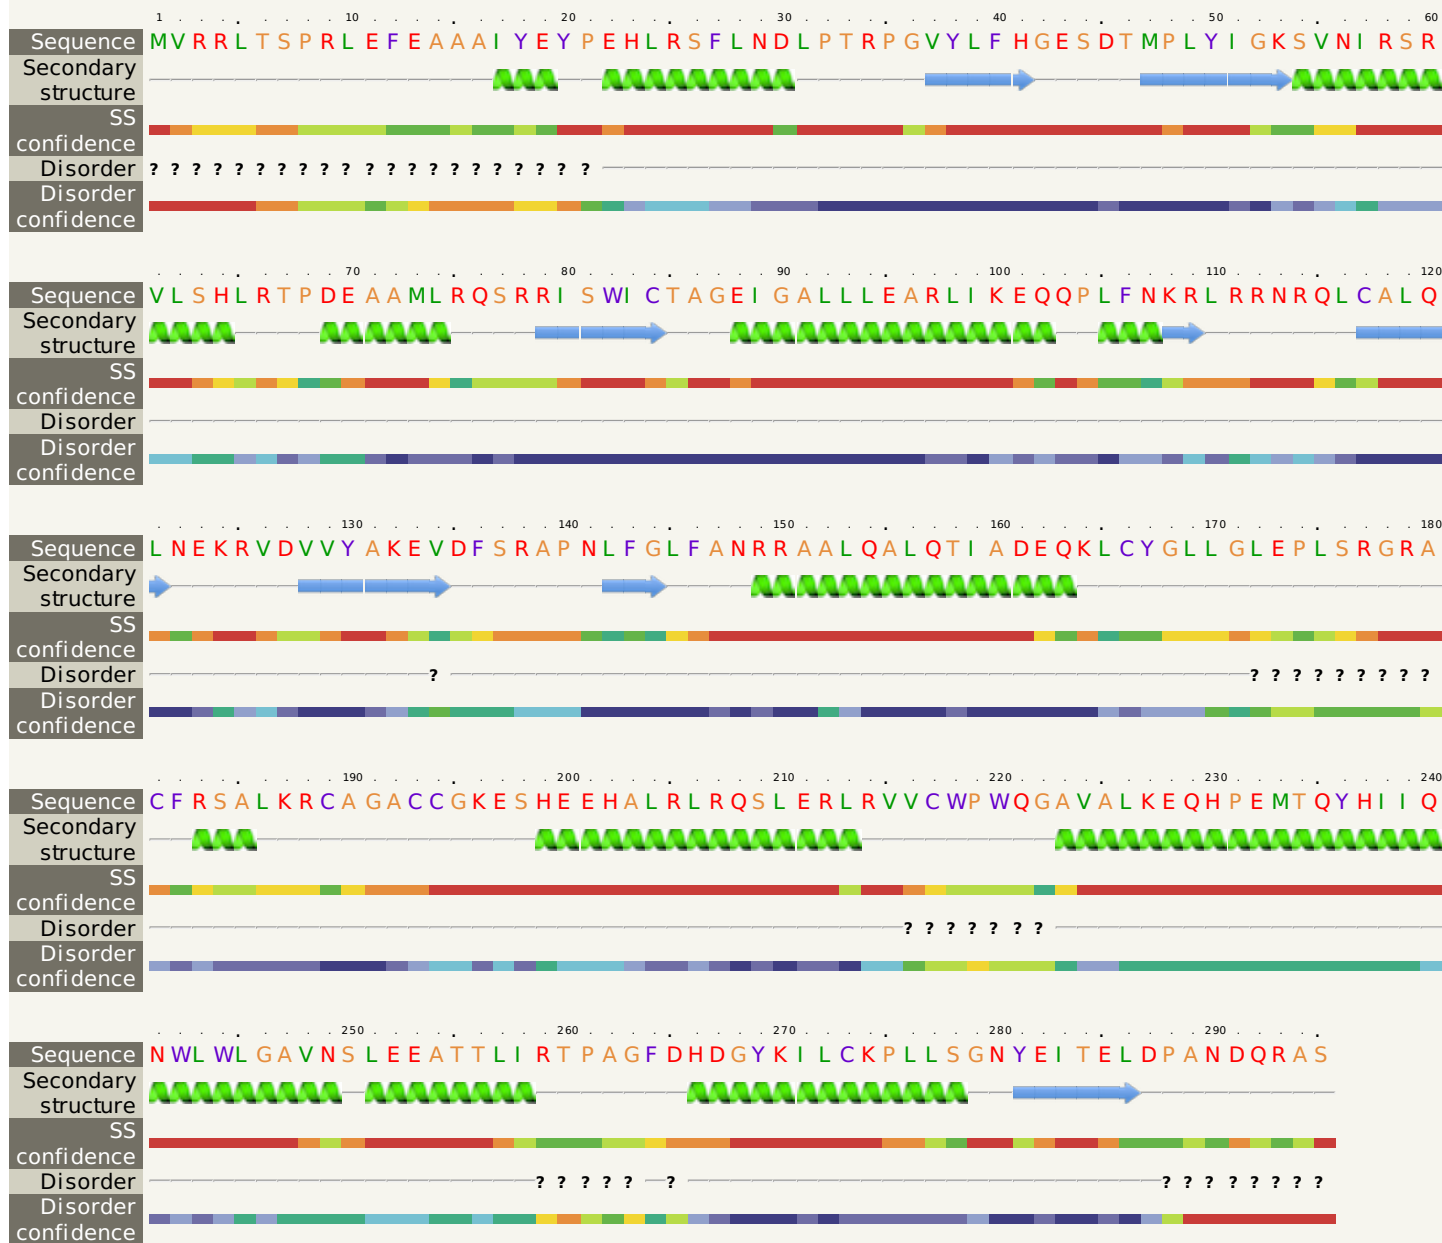 1 10 20 30 40 50 60
Sequence MVRRLTSPRLEFEAAAIYEYPEHLRSFLNDLPTRPGVYLFHGESDTMPLYIGKSVNIRSR
Secondary
structure
SS
confidence
Disorder ? ? ? ? ? ? ? ? ? ? ? ? ? ? ? ? ? ? ? ? ?
Disorder
confidence
70 80 90 100 110 120
Sequence VLSHLRTPDEAAMLRQSRRISWICTAGEIGALLLEARLIKEQQPLFNKRLRRNRQLCALQ
Secondary
structure
SS
confidence
Disorder
Disorder
confidence
130 140 150 160 170 180
Sequence LNEKRVDVVYAKEVDFSRAPNLFGLFANRRAALQALQTIADEQKLCYGLLGLEPLSRGRA
Secondary
structure
SS
confidence
Disorder ? ? ? ? ? ? ? ? ? ?
Disorder
confidence
190 200 210 220 230 240
Sequence CFRSALKRCAGACCGKESHEEHALRLRQSLERLRVVCWPWQGAVALKEQHPEMTQYHIIQ
Secondary
structure
SS
confidence
Disorder ? ? ? ? ? ? ?
Disorder
confidence
250 260 270 280 290
Sequence NWLWLGAVNSLEEATTLIRTPAGFDHDGYKILCKPLLSGNYEITELDPANDQRAS
Secondary
structure
SS
confidence
Disorder ? ? ? ? ? ? ? ? ? ? ? ? ? ?
Disorder
confidence